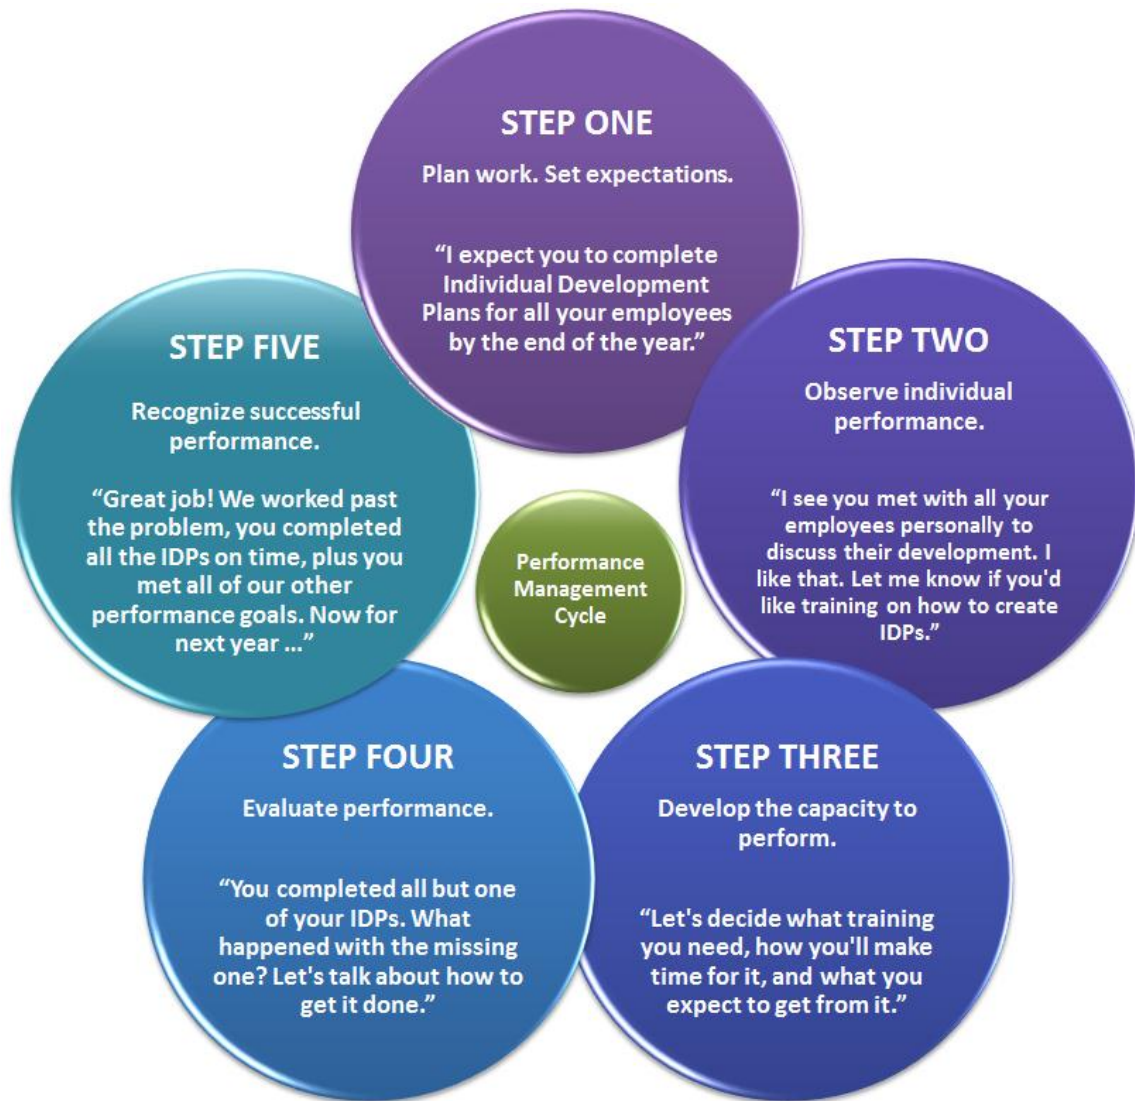 STEP ONE
Plan work. Set expectations.
“I expect you to complete
Individual Development
Plans for all your employees
by the end of the year.”
STEP TWO
Observe individual
performance.
“I see you met with all your
employees personally to
discuss their development. I
like that. Let me know if you'd
like training on how to create
IDPs.”
STEP THREE
Develop the capacity to
perform.
“Let's decide what training
you need, how you'll make
time for it, and what you
expect to get from it.”
STEP FOUR
Evaluate performance.
“You completed all but one
of your IDPs. What
happened with the missing
one? Let's talk about how to
get it done.”
STEP FIVE
Recognize successful
performance.
“Great job! We worked past
the problem, you completed
all the IDPs on time, plus you
met all of our other
performance goals. Now for
next year ...”
Performance
Management
Cycle